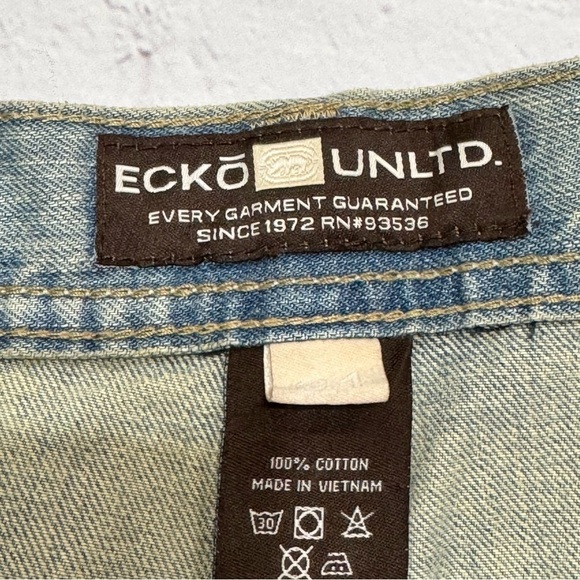 ECKŌ UNLTD.
EVERY GARMENT GUARANTEED
SINCE 1972 RN#93536
100% COTTON
MADE IN VIETNAM
30